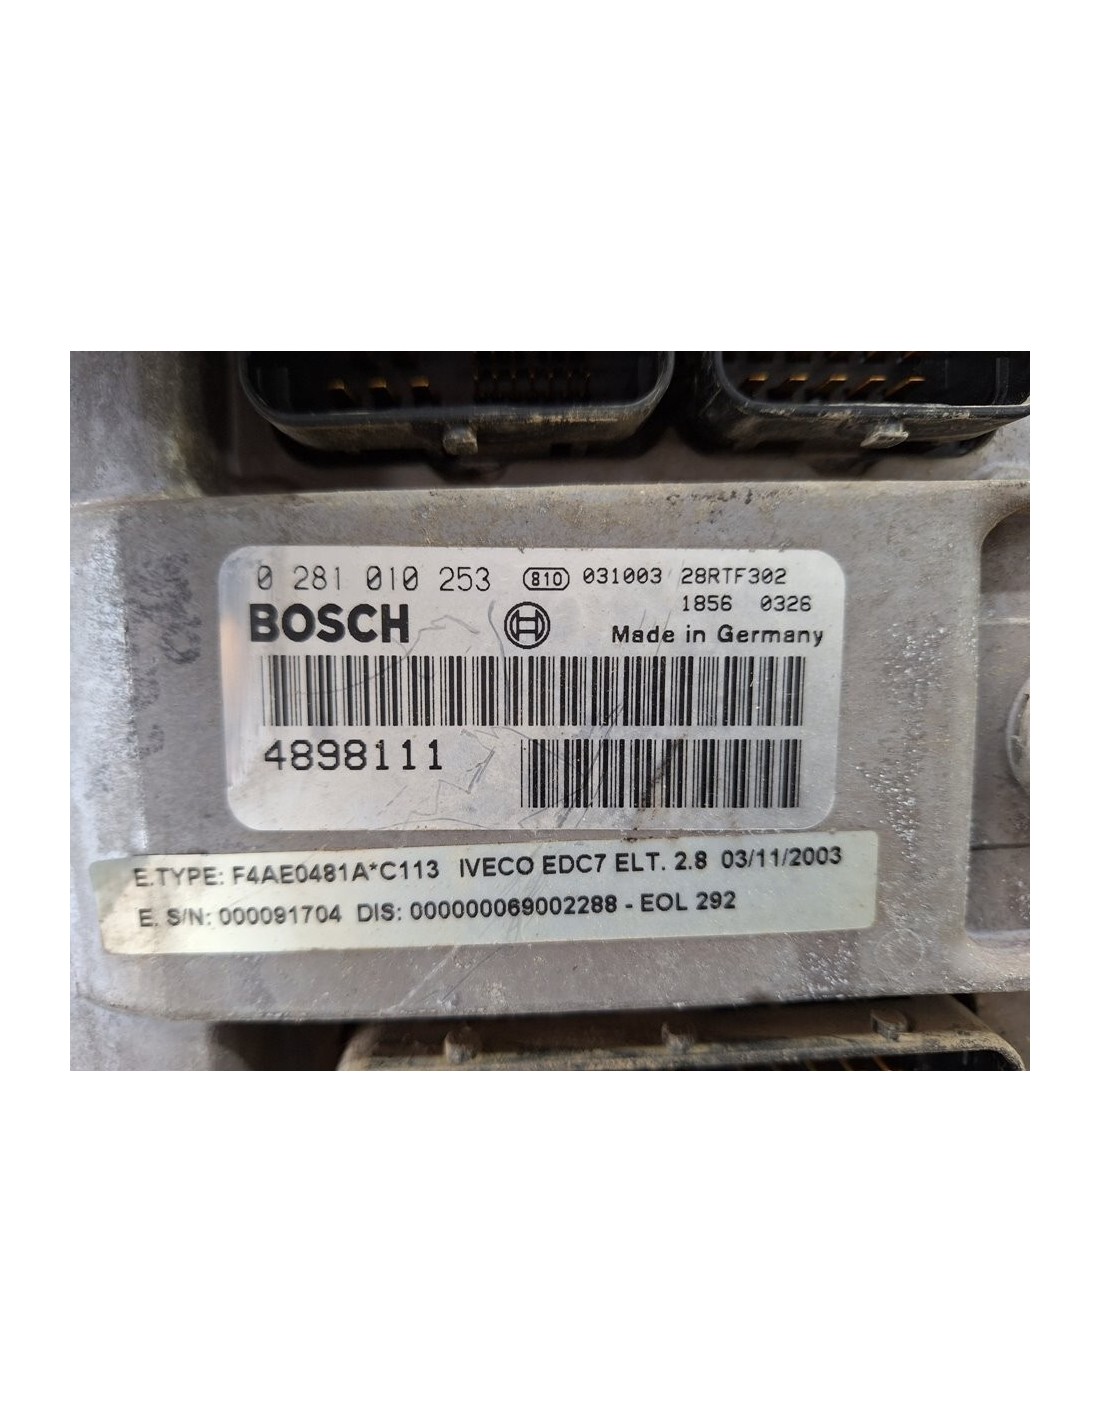 0 281 010 253 810 031003 28RTF302
1856 0326
BOSCH
Made in Germany
4898111
E.TYPE: F4AE0481A*C113 IVECO EDC7 ELT. 2.8 03/11/2003
E. S/N: 000091704 DIS: 000000069002288 - EOL 292